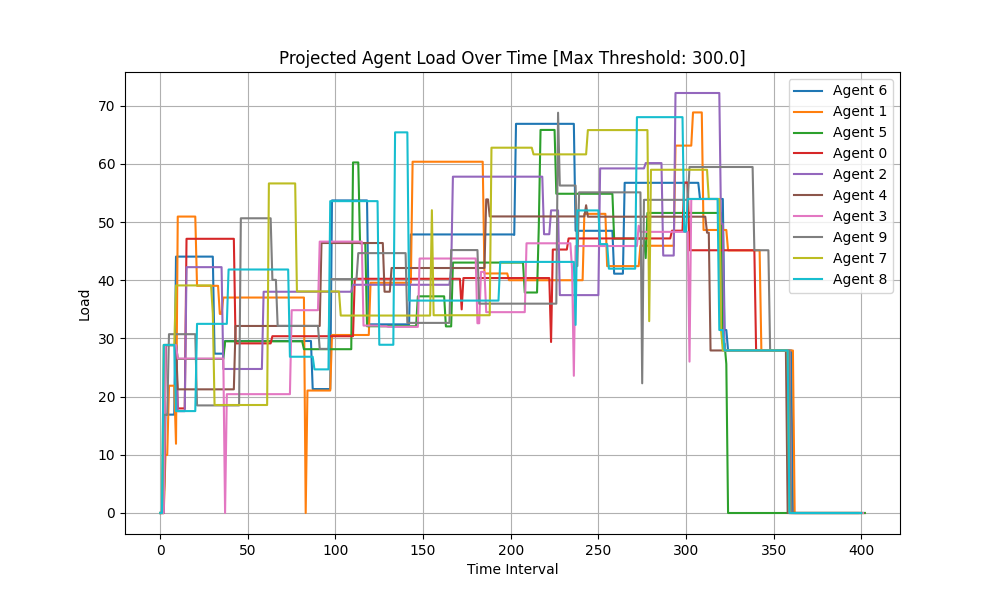 Projected Agent Load Over Time [Max Threshold: 300.0]
Load
70
60
50
40
30
20
10
0
0 50 100 150 200 250 300 350 400
Time Interval
Agent 6
Agent 1
Agent 5
Agent 0
Agent 2
Agent 4
Agent 3
Agent 9
Agent 7
Agent 8